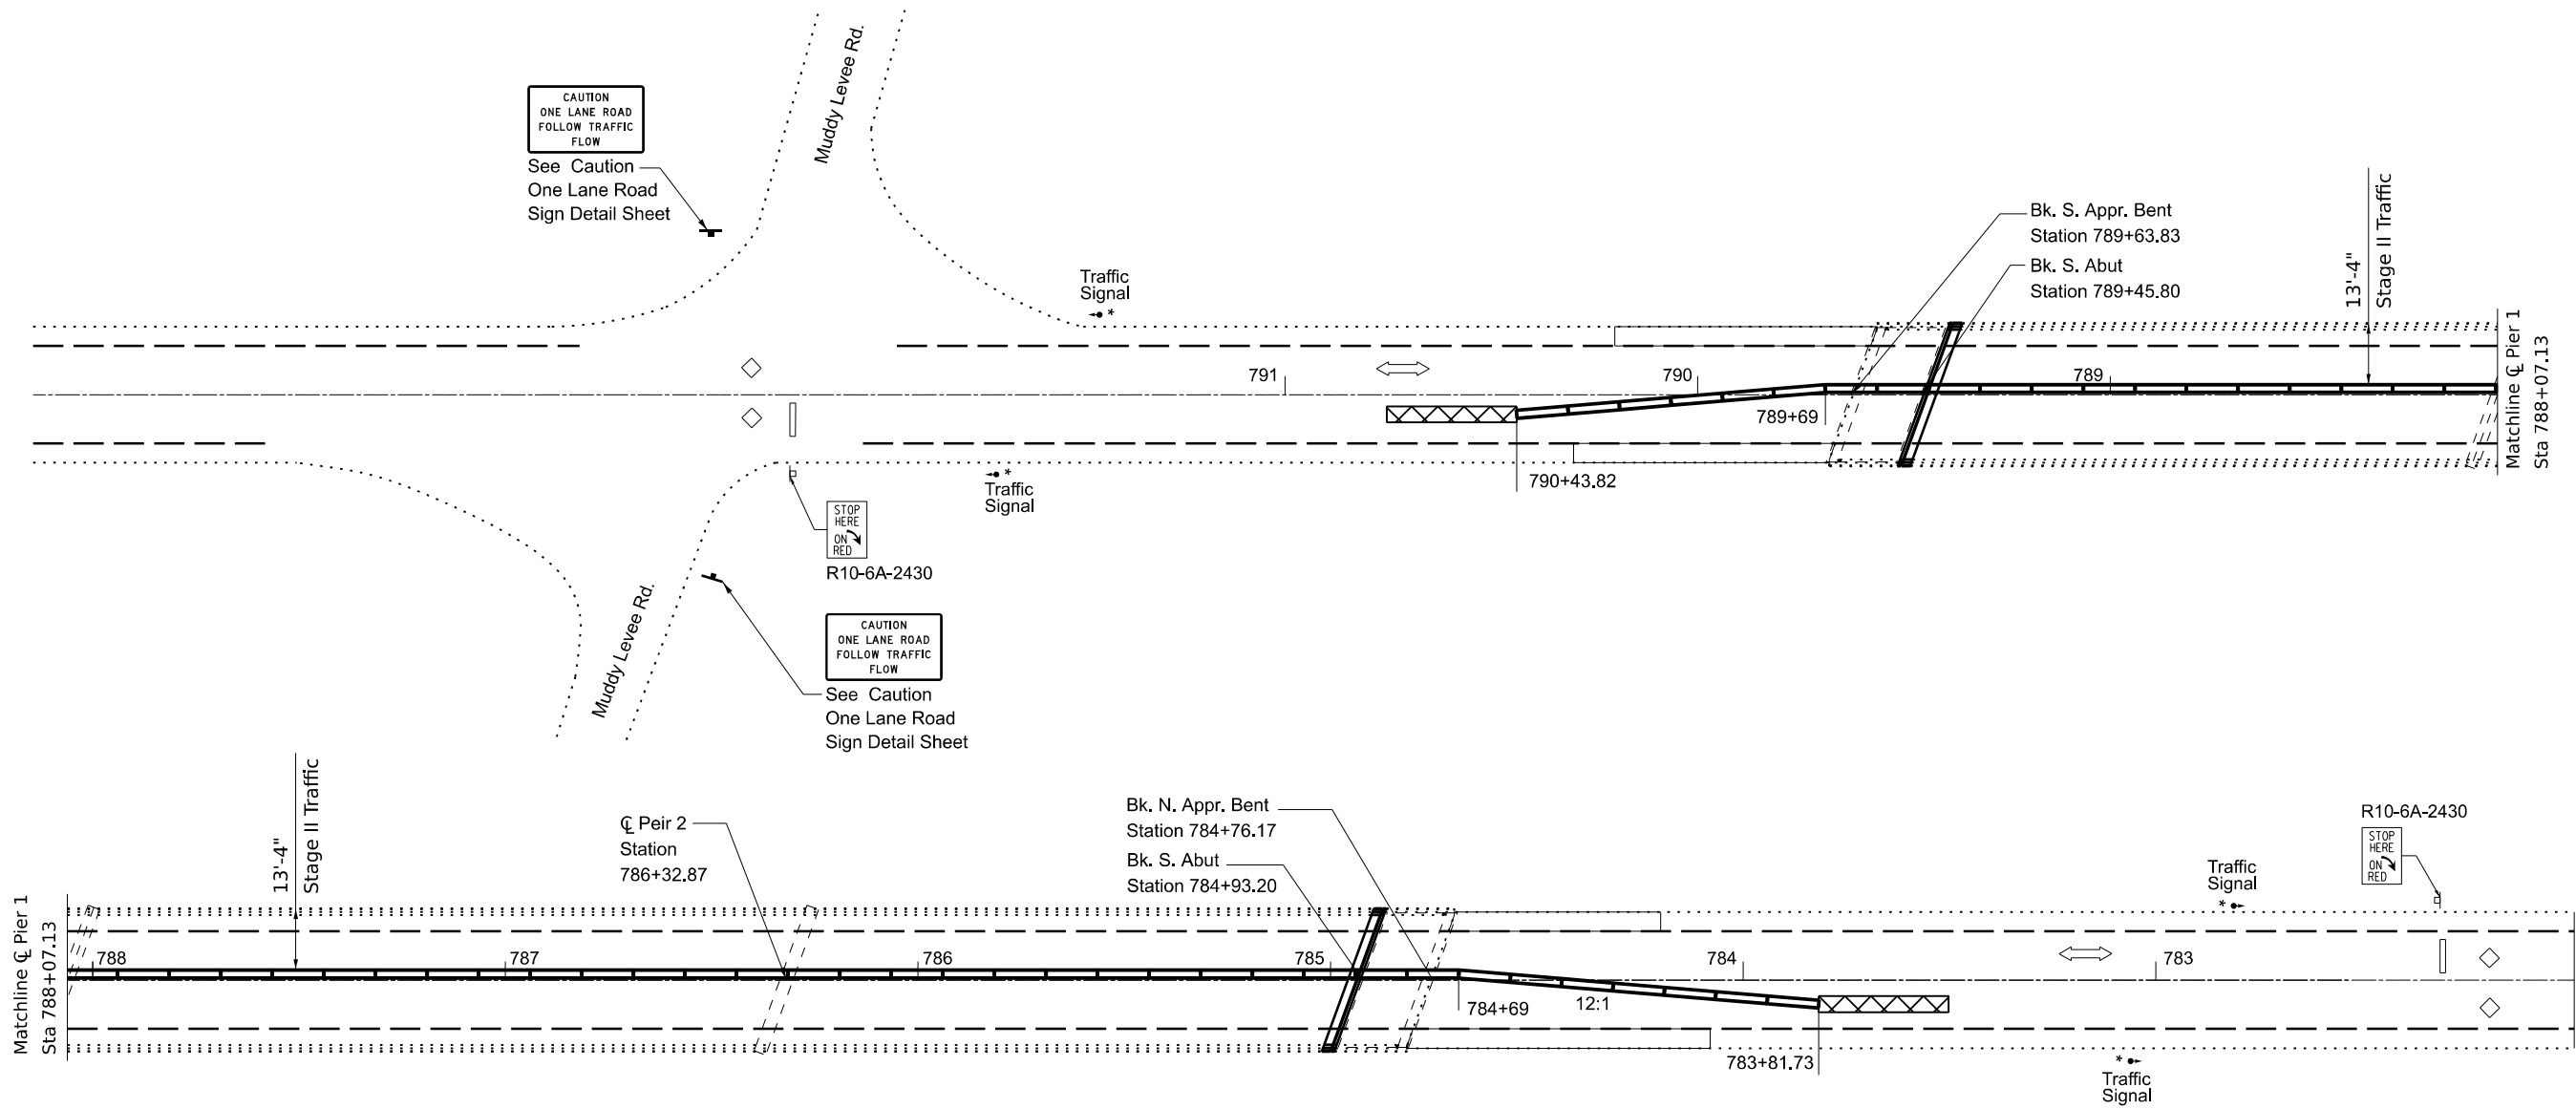 Muddy Levee Rd.
CAUTION
ONE LANE ROAD
FOLLOW TRAFFIC
FLOW
See Caution
One Lane Road
Sign Detail Sheet
Traffic
Signal
*
Bk. S. Appr. Bent
Station 789+63.83
Bk. S. Abut
Station 789+45.80
13'-4"
Stage II Traffic
791
790
789
789+69
790+43.82
Matchline ℄ Pier 1
Sta 788+07.13
*
Traffic
Signal
STOP
HERE
ON
RED
R10-6A-2430
Muddy Levee Rd.
CAUTION
ONE LANE ROAD
FOLLOW TRAFFIC
FLOW
See Caution
One Lane Road
Sign Detail Sheet
Matchline ℄ Pier 1
Sta 788+07.13
13'-4"
Stage II Traffic
℄ Peir 2
Station
786+32.87
Bk. N. Appr. Bent
Station 784+76.17
Bk. S. Abut
Station 784+93.20
R10-6A-2430
STOP
HERE
ON
RED
Traffic
Signal
*
788
787
786
785
784
783
784+69
12:1
783+81.73
*
Traffic
Signal